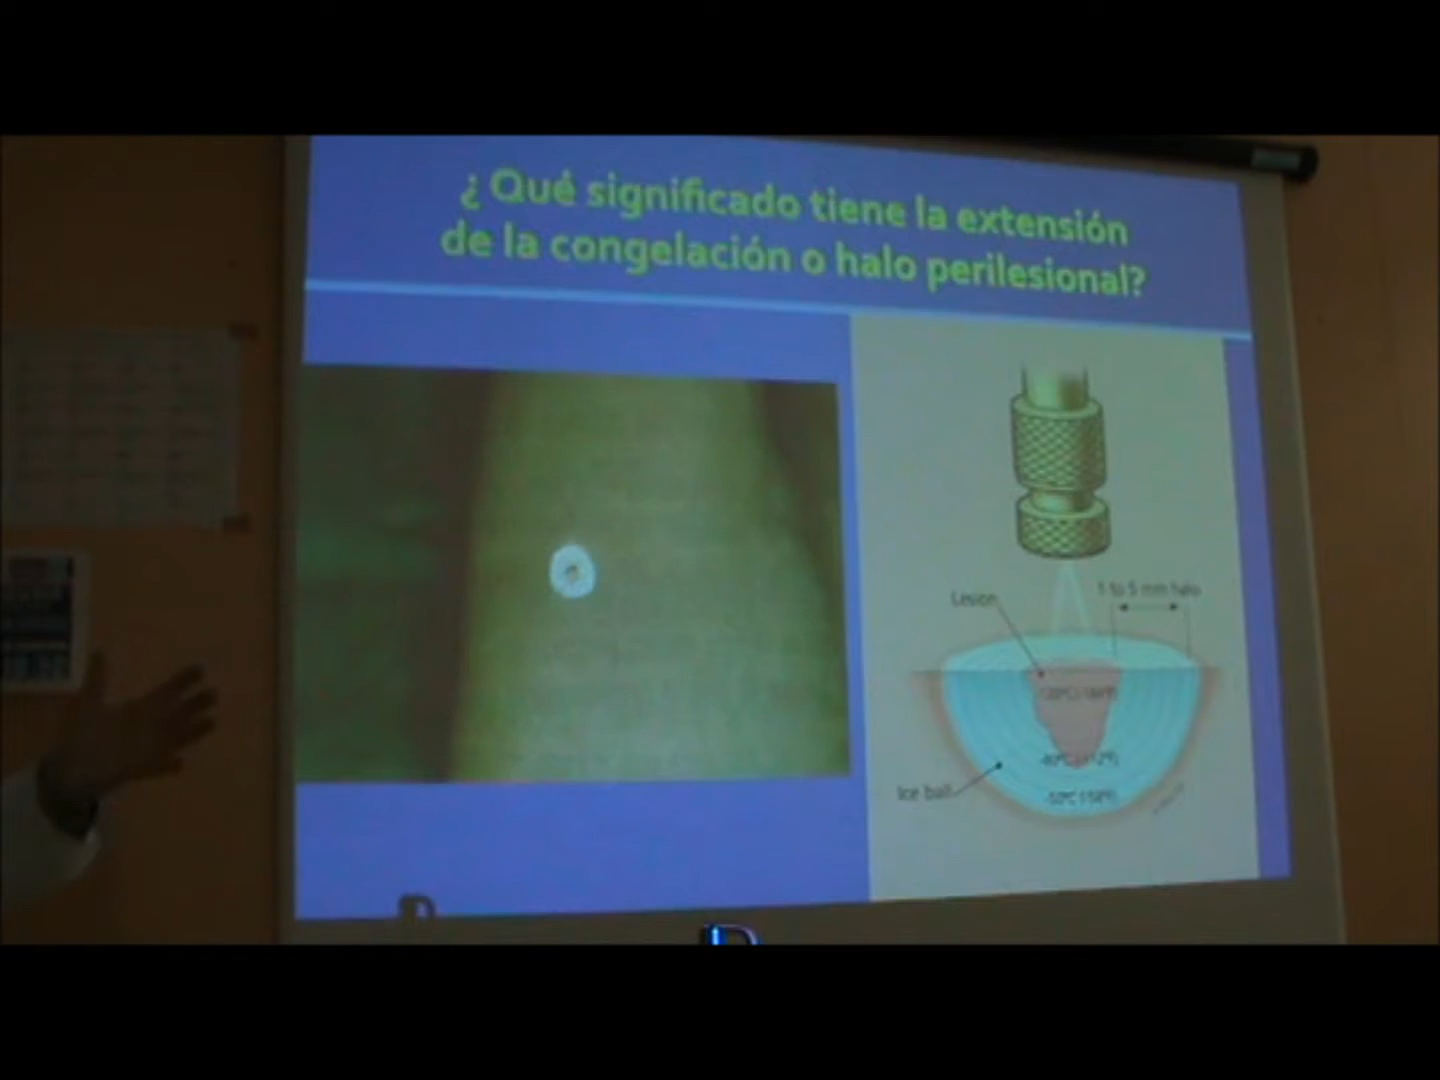 ¿ Qué significado tiene la extensión
de la congelación o halo perilesional?
Lesion
1 to 5 mm halo
Ice ball